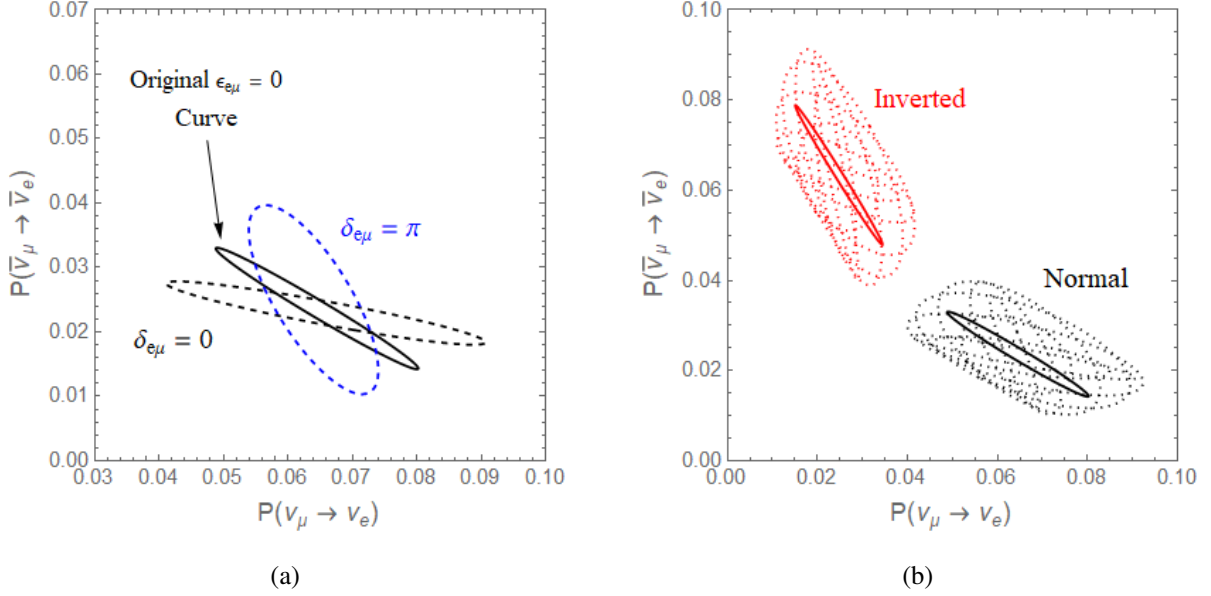 0.07
0.06
0.05
0.04
0.03
0.02
0.01
0.00
P(ν̅μ → ν̅e)
Original ϵeμ = 0
Curve
δeμ = π
δeμ = 0
0.03 0.04 0.05 0.06 0.07 0.08 0.09 0.10
P(νμ → νe)
(a)
0.10
0.08
0.06
0.04
0.02
0.00
P(ν̅μ → ν̅e)
Inverted
Normal
0.00 0.02 0.04 0.06 0.08 0.10
P(νμ → νe)
(b)